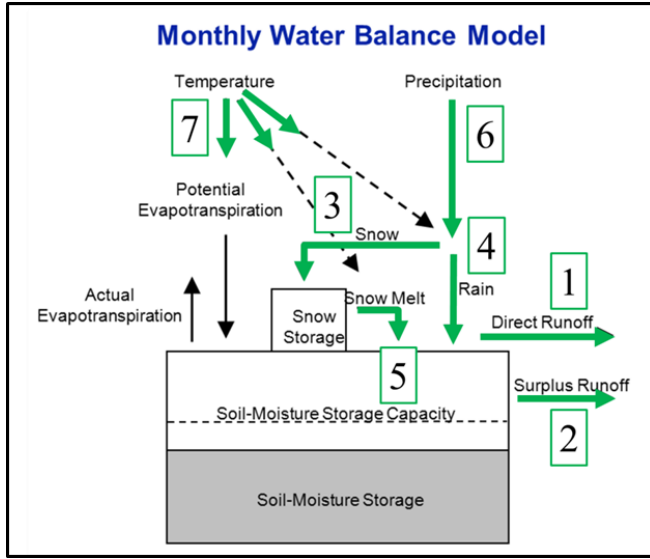 Monthly Water Balance Model
Temperature
Precipitation
7
6
Potential
Evapotranspiration
3
Snow
4
Rain
1
Actual
Evapotranspiration
Snow Melt
Snow
Storage
Direct Runoff
5
Surplus Runoff
Soil-Moisture Storage Capacity
2
Soil-Moisture Storage